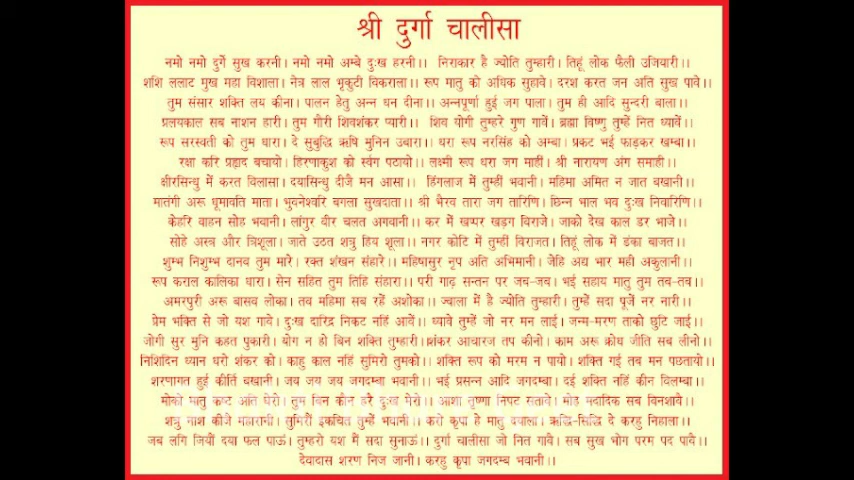 श्री दुर्गा चालीसा
नमो नमो दुर्गे सुख करनी। नमो नमो अम्बे दुःख हरनी।। निराकार है ज्योति तुम्हारी। तिहूं लोक फैली उजियारी।।
शशि ललाट मुख महा विशाला। नेत्र लाल भृकुटी विकराला।। रूप मातु को अधिक सुहावे। दरश करत जन अति सुख पावै।।
तुम संसार शक्ति लय कीना। पालन हेतु अन्न धन दीना।। अन्नपूर्णा हुई जग पाला। तुम ही आदि सुन्दरी बाला।।
प्रलयकाल सब नाशन हारी। तुम गौरी शिवशंकर प्यारी।। शिव योगी तुम्हरे गुण गावें। ब्रह्मा विष्णु तुम्हें नित ध्यावें।।
रूप सरस्वती को तुम धारा। दे सुबुद्धि ऋषि मुनिन उबारा।। धरा रूप नरसिंह को अम्बा। प्रकट भई फाड़कर खम्बा।।
रक्षा करि प्रह्लाद बचायो। हिरणाकुश को स्वंग पठायो।। लक्ष्मी रूप धरा जग माहीं। श्री नारायण अंग समाही।।
क्षीरसिन्धु में करत विलासा। दयासिन्धु दीजै मन आसा।। हिंगलाज में तुम्हीं भवानी। महिमा अमित न जात बखानी।।
मातंगी अरू धूमावति माता। भुवनेश्वरि बगला सुखदाता।। श्री भैरव तारा जग तारिणि। छिन्न भाल भव दुःख निवारिणि।।
केहरि वाहन सोह भवानी। लांगुर वीर चलत अगवानी।। कर में खप्पर खड़ग विराजै। जाको देख काल डर भाजे।।
सोहे अस्त्र और त्रिशूला। जाते उठत शत्रु हिय शूला।। नगर कोटि में तुम्हीं विराजत। तिहूं लोक में डंका बाजत।।
शुम्भ निशुम्भ दानव तुम मारै। रक्त शंखन संहारै।। महिषासुर नृप अति अभिमानी। जेहि अघ भार मही अकुलानी।।
रूप कराल कालिका धारा। सेन सहित तुम तिहि संहारा।। परी गाढ़ सन्तन पर जब-जब। भई सहाय मातु तुम तब-तब।।
अमरपुरी अरू बासव लोका। तव महिमा सब रहें अशोका।। ज्वाला में है ज्योति तुम्हारी। तुम्हें सदा पूजें नर नारी।।
प्रेम भक्ति से जो यश गावे। दुःख दारिद्र निकट नहिं आवें।। ध्यावे तुम्हें जो नर मन लाई। जन्म-मरण ताको छुटि जाई।।
जोगी सुर मुनि कहत पुकारी। योग न हो बिन शक्ति तुम्हारी।।शंकर आचारज तप कीनो। काम अरू क्रोध जीति सब लीनो।।
निशिदिन ध्यान धरो शंकर को। काहु काल नहिं सुमिरो तुमको।। शक्ति रूप को मरम न पायो। शक्ति गई तब मन पछतायो।।
शरणागत हुई कीर्ति बखानी। जय जय जय जय जगदम्बा भवानी।। भई प्रसन्न आदि जगदम्बा। दई शक्ति नहिं कीन विलम्बा।।
मोको मातु कष्ट अति घेरो। तुम बिन कौन हरै दुःख मेरो।। आशा तृष्णा निपट सतावे। मोह मदादिक सब विनशावै।।
शत्रु नाश कीजै महारानी। सुमिरौं इकचित तुम्हें भवानी।। करो कृपा हे मातु दयाला। ऋद्धि-सिद्धि दे करहु निहाला।।
जब लगि जियौं दया फल पाऊं। तुम्हरो यश मैं सदा सुनाऊं।। दुर्गा चालीसा जो नित गावै। सब सुख भोग परम पद पावै।।
देवादास शरण निज जानी। करहु कृपा जगदम्ब भवानी।।